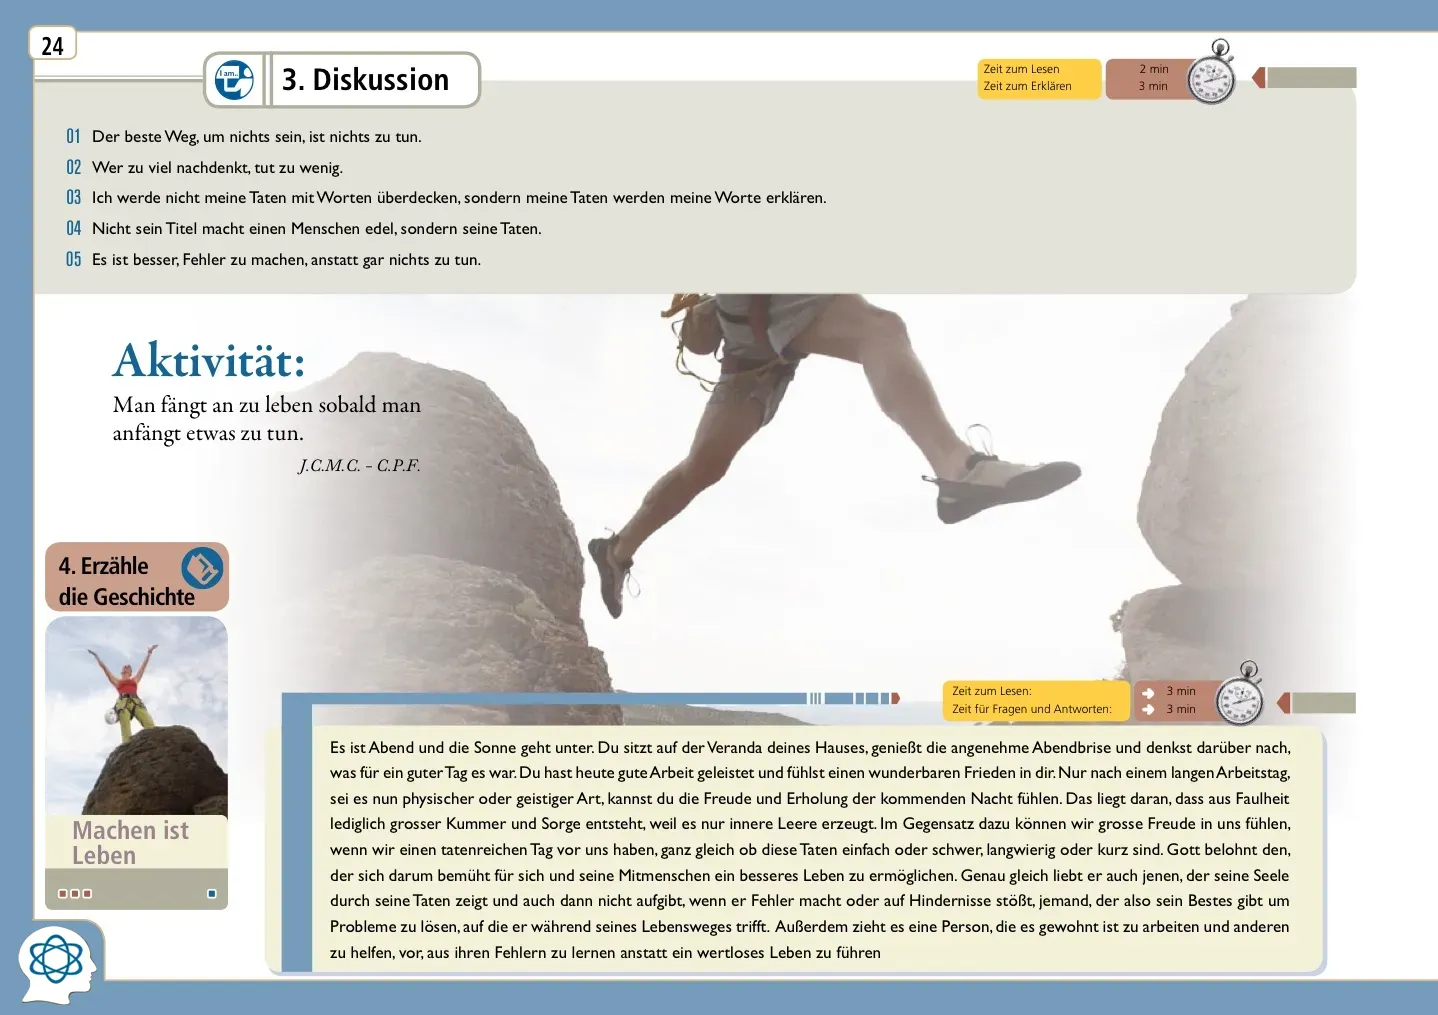 24
I am...
3. Diskussion
Zeit zum Lesen 2 min
Zeit zum Erklären 3 min
01 Der beste Weg, um nichts sein, ist nichts zu tun.
02 Wer zu viel nachdenkt, tut zu wenig.
03 Ich werde nicht meine Taten mit Worten überdecken, sondern meine Taten werden meine Worte erklären.
04 Nicht sein Titel macht einen Menschen edel, sondern seine Taten.
05 Es ist besser, Fehler zu machen, anstatt gar nichts zu tun.
Aktivität:
Man fängt an zu leben sobald man
anfängt etwas zu tun.
J.C.M.C. - C.P.F.
4. Erzähle
die Geschichte
Machen ist
Leben
Zeit zum Lesen: 3 min
Zeit für Fragen und Antworten: 3 min
Es ist Abend und die Sonne geht unter. Du sitzt auf der Veranda deines Hauses, genießt die angenehme Abendbrise und denkst darüber nach,
was für ein guter Tag es war. Du hast heute gute Arbeit geleistet und fühlst einen wunderbaren Frieden in dir. Nur nach einem langen Arbeitstag,
sei es nun physischer oder geistiger Art, kannst du die Freude und Erholung der kommenden Nacht fühlen. Das liegt daran, dass aus Faulheit
lediglich grosser Kummer und Sorge entsteht, weil es nur innere Leere erzeugt. Im Gegensatz dazu können wir grosse Freude in uns fühlen,
wenn wir einen tatenreichen Tag vor uns haben, ganz gleich ob diese Taten einfach oder schwer, langwierig oder kurz sind. Gott belohnt den,
der sich darum bemüht für sich und seine Mitmenschen ein besseres Leben zu ermöglichen. Genau gleich liebt er auch jenen, der seine Seele
durch seine Taten zeigt und auch dann nicht aufgibt, wenn er Fehler macht oder auf Hindernisse stößt, jemand, der also sein Bestes gibt um
Probleme zu lösen, auf die er während seines Lebensweges trifft. Außerdem zieht es eine Person, die es gewohnt ist zu arbeiten und anderen
zu helfen, vor, aus ihren Fehlern zu lernen anstatt ein wertloses Leben zu führen